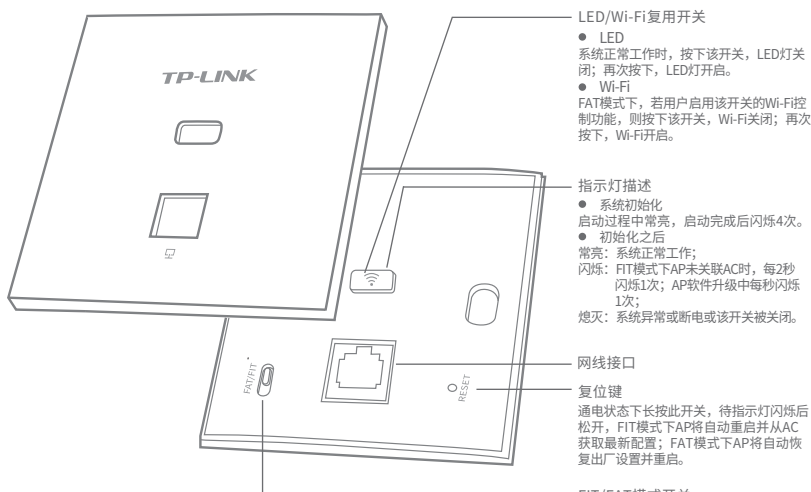 TP-LINK
FAT/FIT
RESET
LED/Wi-Fi复用开关
● LED
系统正常工作时，按下该开关，LED灯关
闭；再次按下，LED灯开启。
● Wi-Fi
FAT模式下，若用户启用该开关的Wi-Fi控
制功能，则按下该开关，Wi-Fi关闭；再次
按下，Wi-Fi开启。
指示灯描述
● 系统初始化
启动过程中常亮，启动完成后闪烁4次。
● 初始化之后
常亮：系统正常工作；
闪烁：FIT模式下AP未关联AC时，每2秒
闪烁1次；AP软件升级中每秒闪烁
1次；
熄灭：系统异常或断电或该开关被关闭。
网线接口
复位键
通电状态下长按此开关，待指示灯闪烁后
松开，FIT模式下AP将自动重启并从AC
获取最新配置；FAT模式下AP将自动恢
复出厂设置并重启。
FIT/FAT模式开关